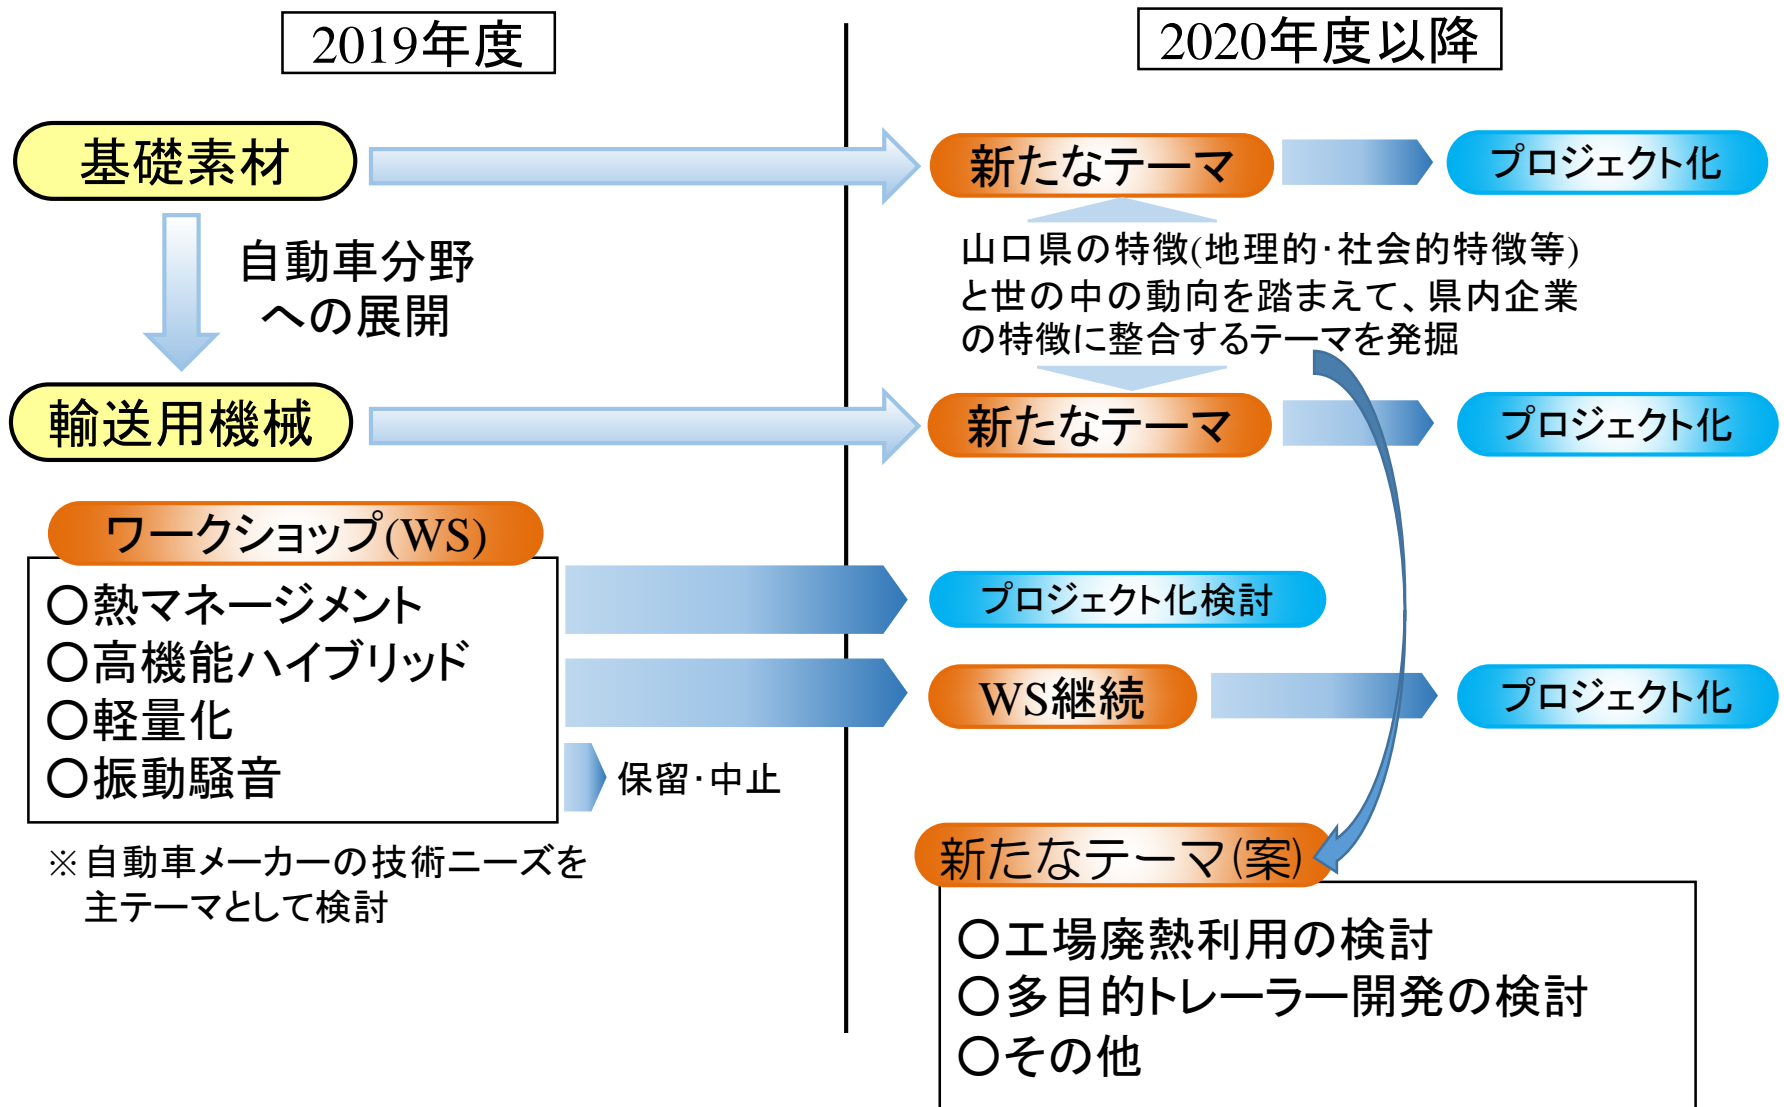 2019年度
2020年度以降
基礎素材
新たなテーマ
プロジェクト化
自動車分野
への展開
山口県の特徴(地理的･社会的特徴等)
と世の中の動向を踏まえて、県内企業
の特徴に整合するテーマを発掘
輸送用機械
新たなテーマ
プロジェクト化
ワークショップ(WS)
〇熱マネージメント
〇高機能ハイブリッド
〇軽量化
〇振動騒音
プロジェクト化検討
WS継続
プロジェクト化
保留･中止
※自動車メーカーの技術ニーズを
主テーマとして検討
新たなテーマ(案)
〇工場廃熱利用の検討
〇多目的トレーラー開発の検討
〇その他